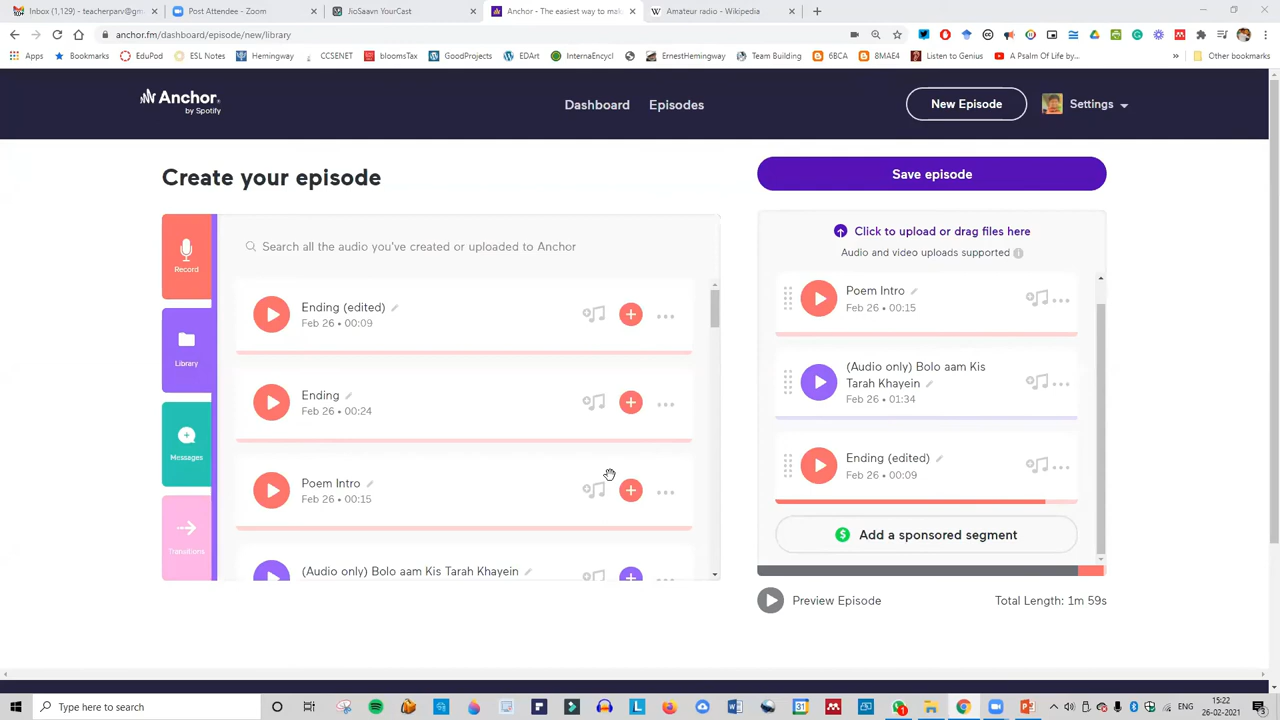 Inbox (1,129) - teacherparv@gm
Post Attendee - Zoom
JioSaavn YourCast
Anchor - The easiest way to mak
Amateur radio - Wikipedia
anchor.fm/dashboard/episode/new/library
Apps
Bookmarks
EduPod
ESL Notes
Hemingway
CCSENET
bloomsTax
GoodProjects
EDArt
InternaEncycl
ErnestHemingway
Team Building
6BCA
8MAE4
Listen to Genius
A Psalm Of Life by...
»
Other bookmarks
Anchor
by Spotify
Dashboard
Episodes
New Episode
Settings
Create your episode
Save episode
Record
Library
Messages
Transitions
Search all the audio you've created or uploaded to Anchor
Ending (edited)
Feb 26 • 00:09
Ending
Feb 26 • 00:24
Poem Intro
Feb 26 • 00:15
(Audio only) Bolo aam Kis Tarah Khayein
Click to upload or drag files here
Audio and video uploads supported
Poem Intro
Feb 26 • 00:15
(Audio only) Bolo aam Kis
Tarah Khayein
Feb 26 • 01:34
Ending (edited)
Feb 26 • 00:09
Add a sponsored segment
Preview Episode
Total Length: 1m 59s
Type here to search
ENG
15:22
26-02-2021